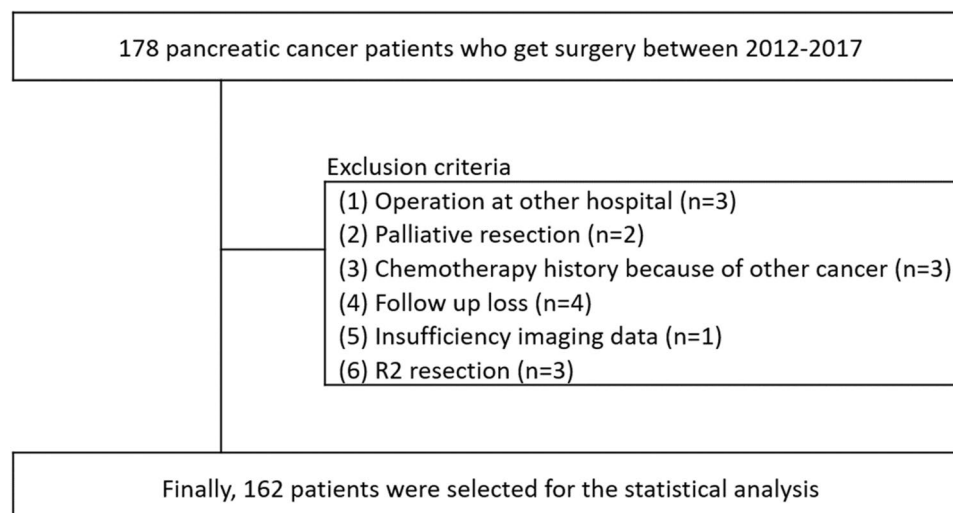 178 pancreatic cancer patients who get surgery between 2012-2017
Exclusion criteria
(1) Operation at other hospital (n=3)
(2) Palliative resection (n=2)
(3) Chemotherapy history because of other cancer (n=3)
(4) Follow up loss (n=4)
(5) Insufficiency imaging data (n=1)
(6) R2 resection (n=3)
Finally, 162 patients were selected for the statistical analysis